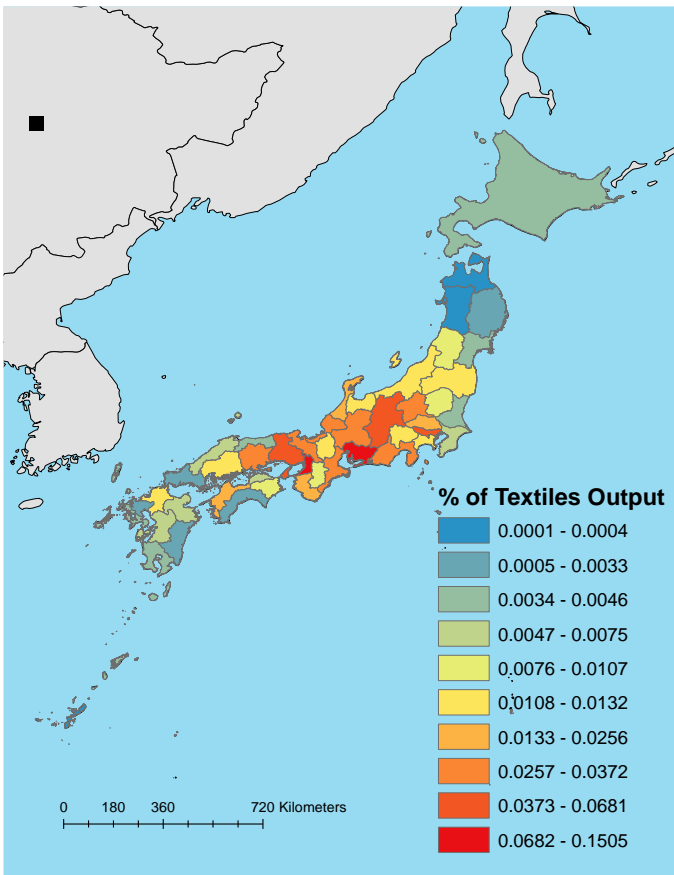 % of Textiles Output
0.0001 - 0.0004
0.0005 - 0.0033
0.0034 - 0.0046
0.0047 - 0.0075
0.0076 - 0.0107
0.0108 - 0.0132
0.0133 - 0.0256
0.0257 - 0.0372
0.0373 - 0.0681
0.0682 - 0.1505
0 180 360 720 Kilometers